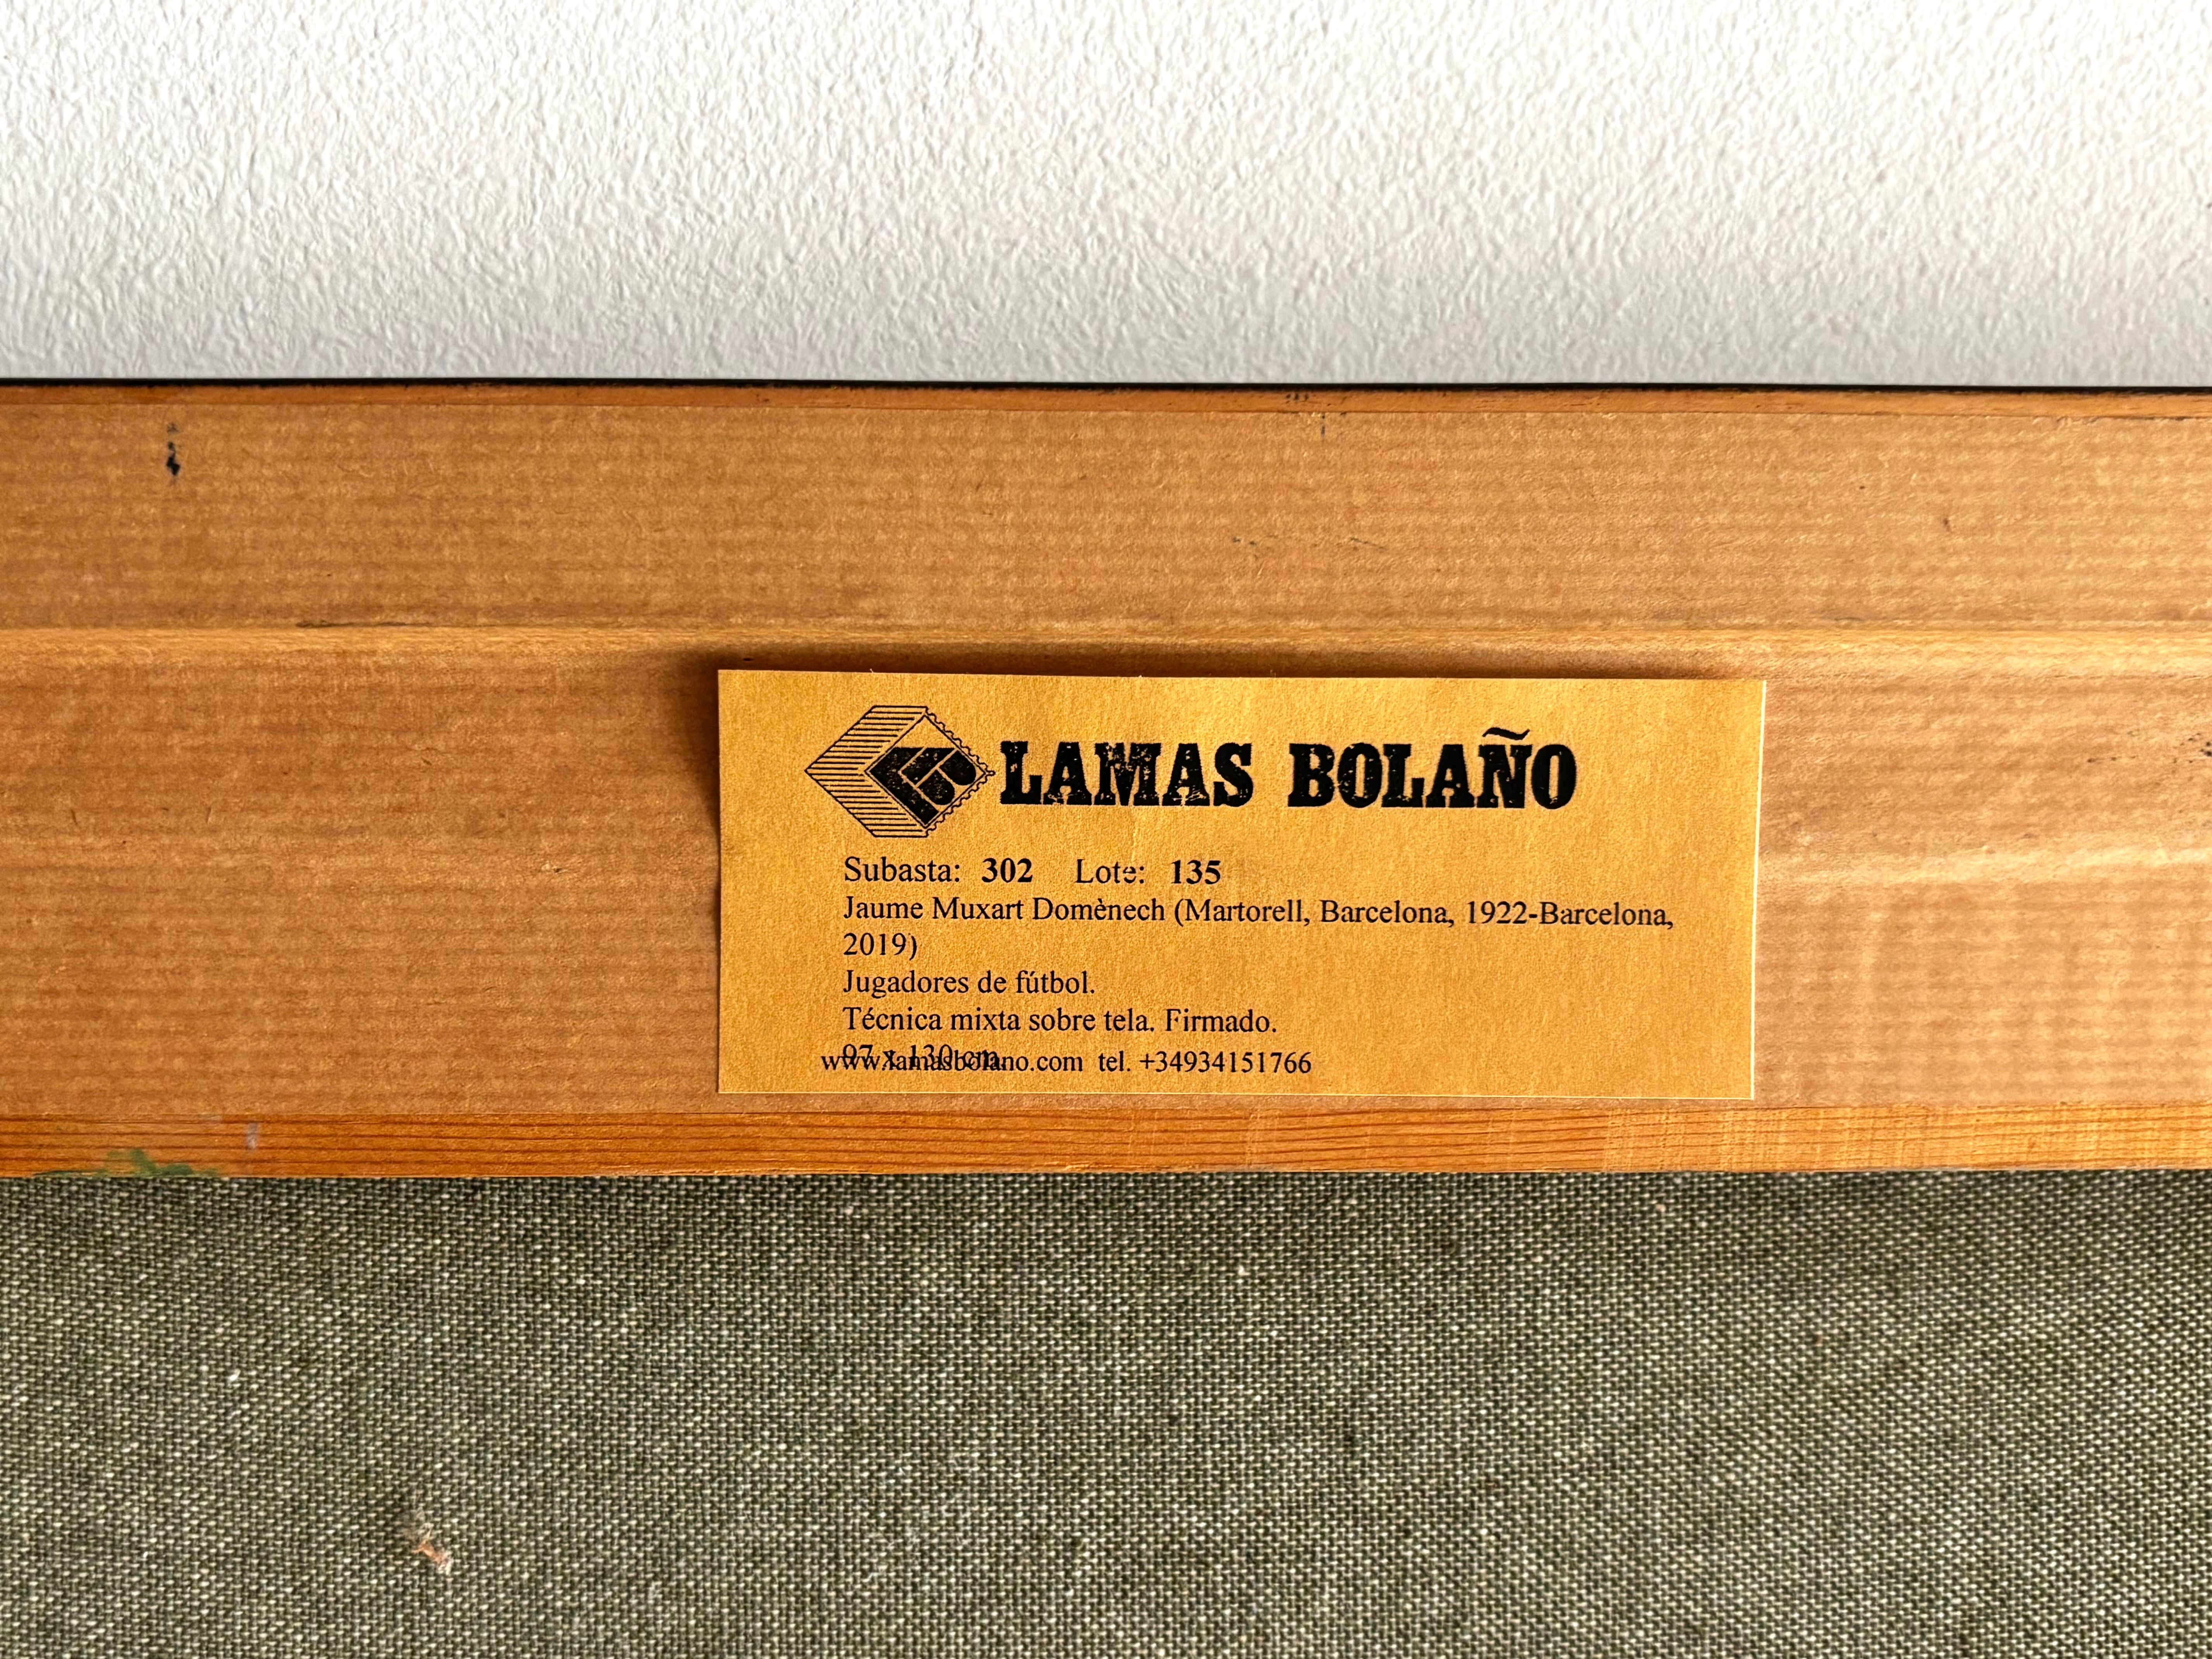 LAMAS BOLAÑO
Subasta: 302 Lote: 135
Jaume Muxart Domènech (Martorell, Barcelona, 1922-Barcelona,
2019)
Jugadores de fútbol.
Técnica mixta sobre tela. Firmado.
97 x 130 cm.
www.lamasbolano.com tel. +34934151766